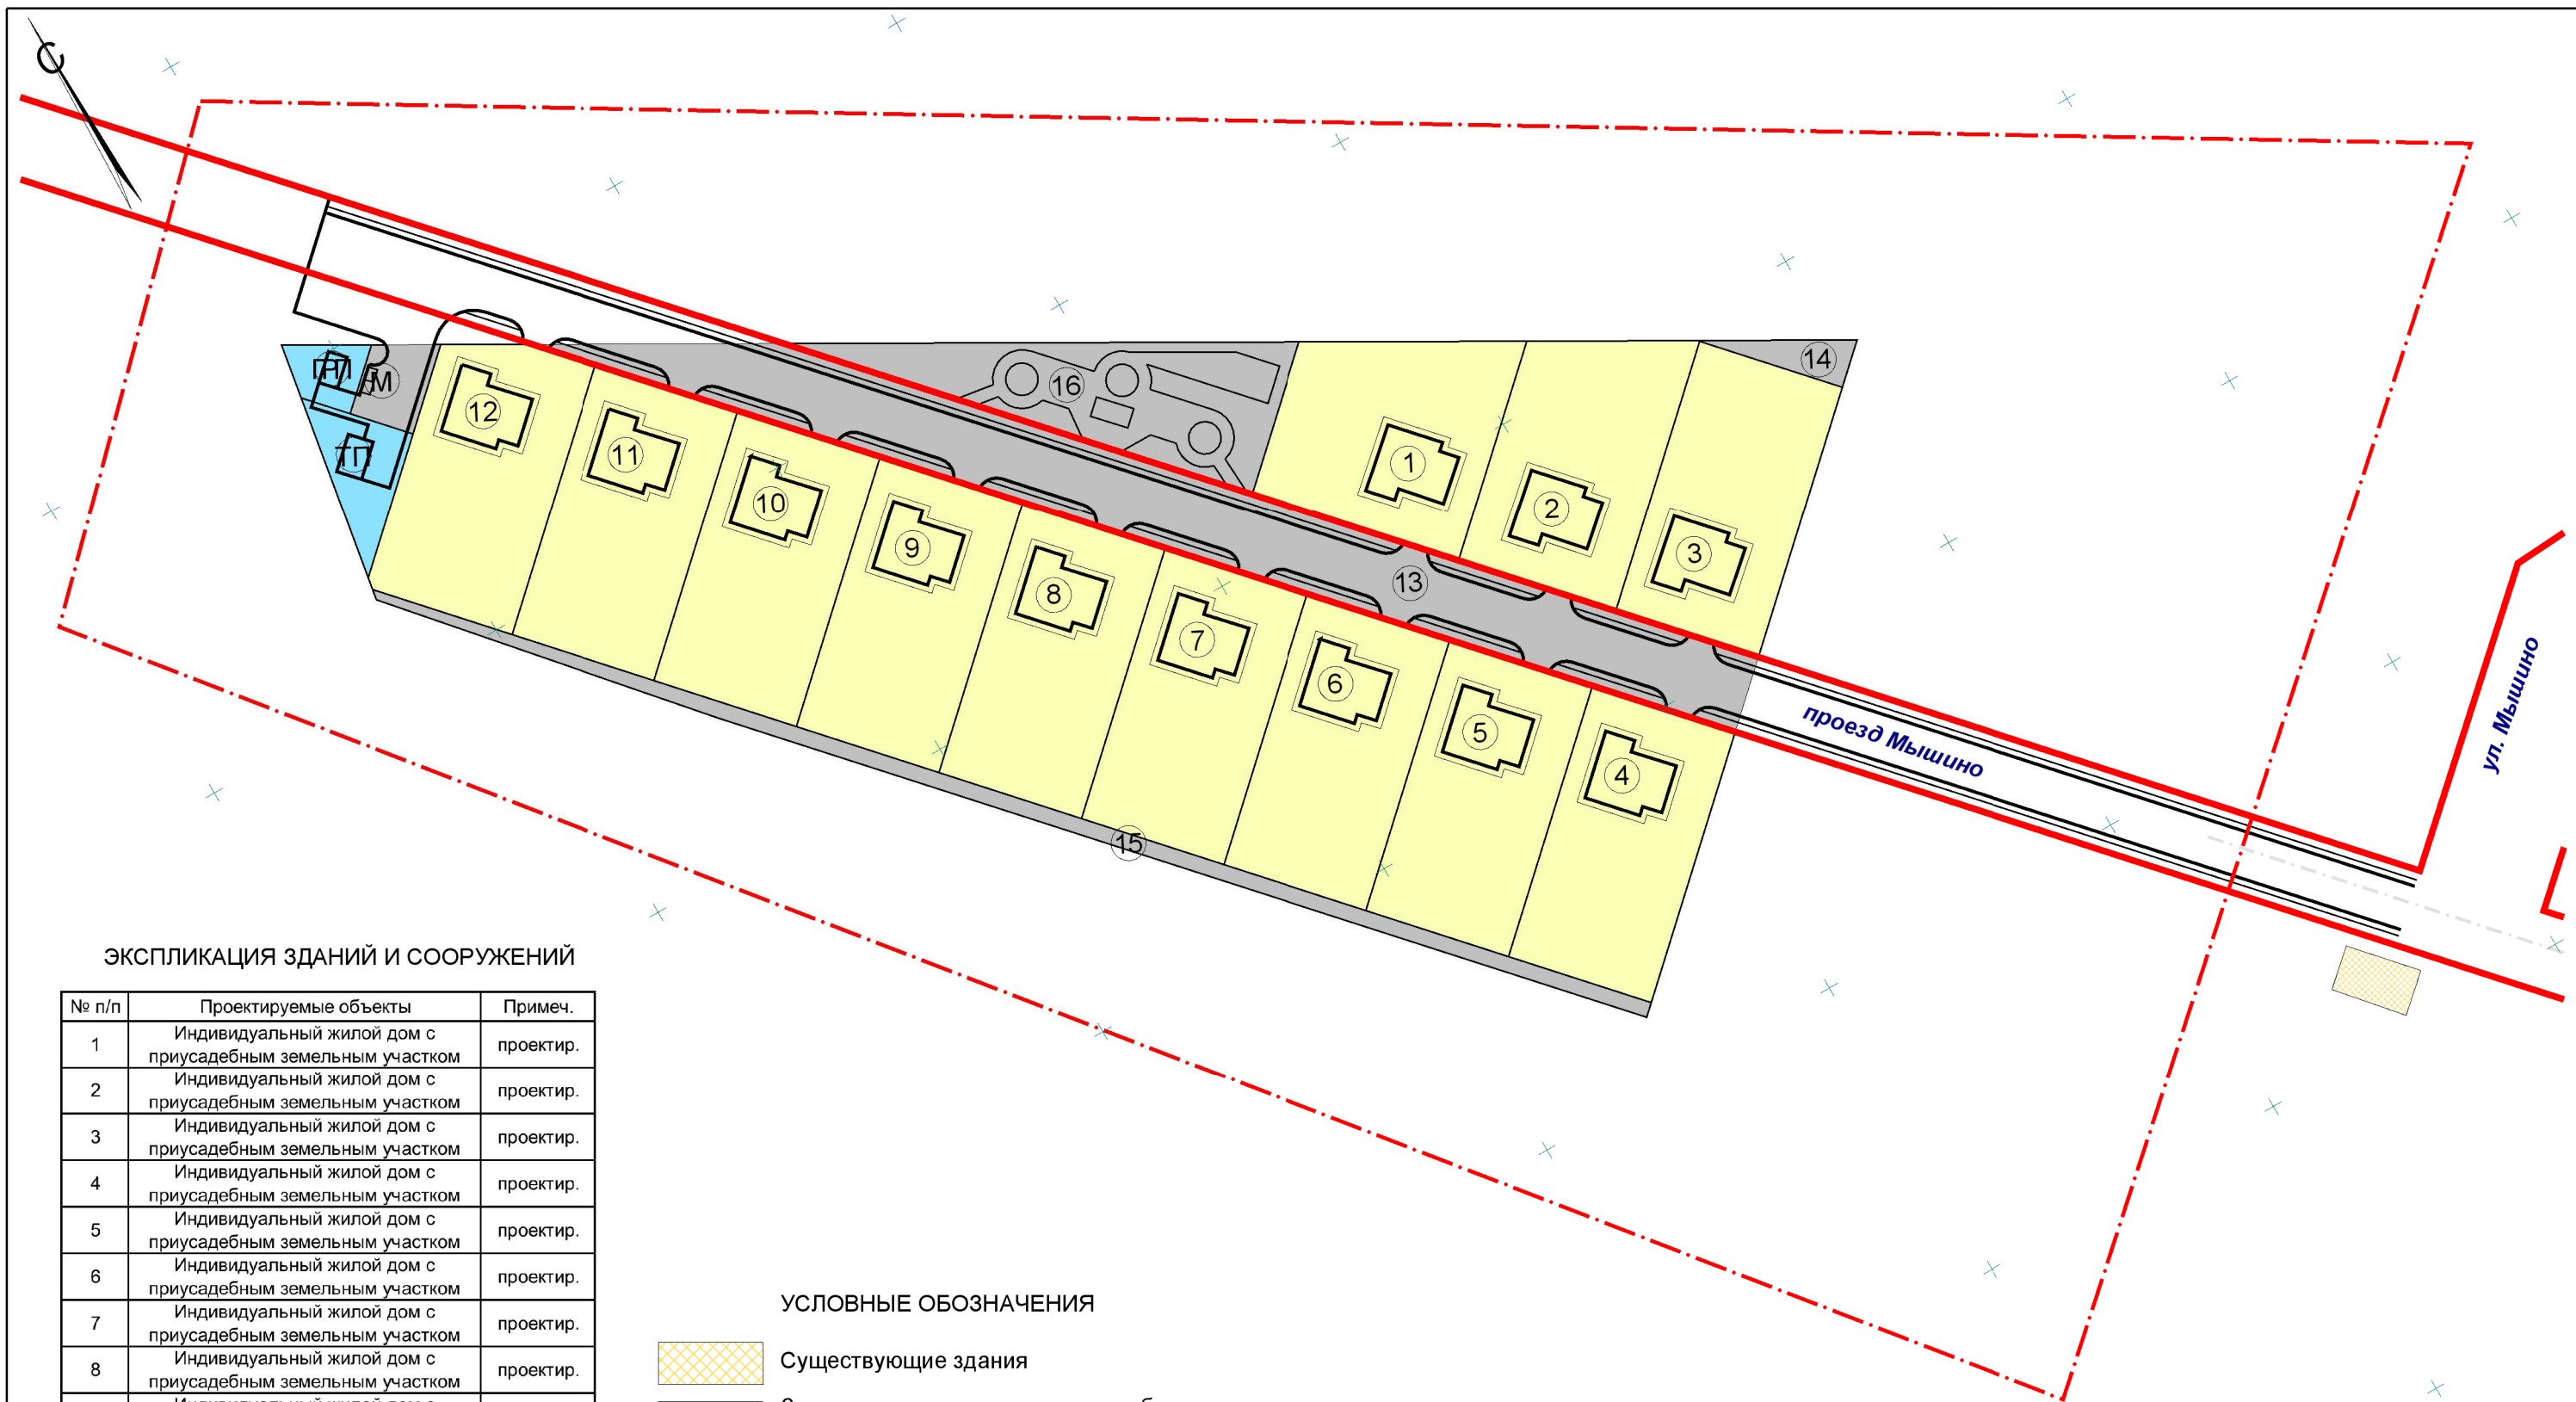 С
ГРП
М
ТП
12
11
10
9
8
7
6
5
4
16
1
2
3
14
13
15
проезд Мышино
ул. Мышино
ЭКСПЛИКАЦИЯ ЗДАНИЙ И СООРУЖЕНИЙ
№ п/п Проектируемые объекты Примеч.
1 Индивидуальный жилой дом с
приусадебным земельным участком проектир.
2 Индивидуальный жилой дом с
приусадебным земельным участком проектир.
3 Индивидуальный жилой дом с
приусадебным земельным участком проектир.
4 Индивидуальный жилой дом с
приусадебным земельным участком проектир.
5 Индивидуальный жилой дом с
приусадебным земельным участком проектир.
6 Индивидуальный жилой дом с
приусадебным земельным участком проектир.
7 Индивидуальный жилой дом с
приусадебным земельным участком проектир.
8 Индивидуальный жилой дом с
приусадебным земельным участком проектир.
Индивидуальный жилой дом с
УСЛОВНЫЕ ОБОЗНАЧЕНИЯ
Существующие здания